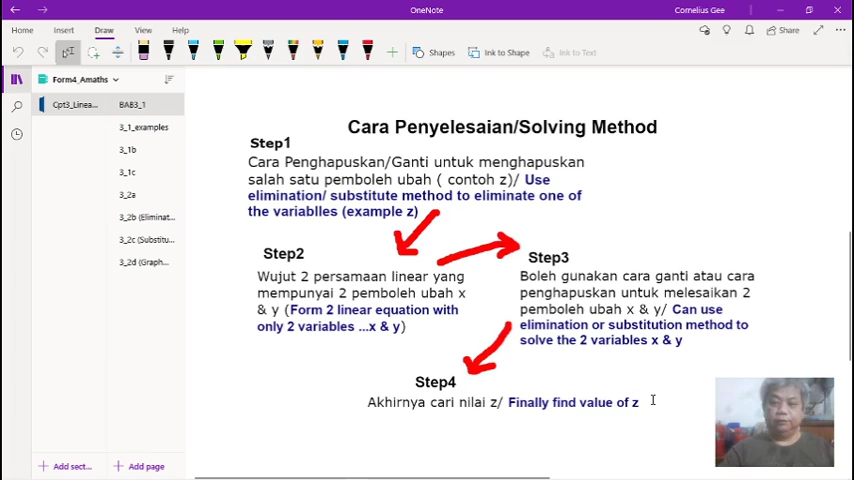 OneNote
Cornelius Gee
Home
Insert
Draw
View
Help
Share
Shapes
Ink to Shape
Ink to Text
Form4_Amaths
Cpt3_Linea...
BAB3_1
3_1_examples
3_1b
3_1c
3_2a
3_2b (Eliminat...
3_2c (Substitu...
3_2d (Graph...
Add sect...
Add page
Cara Penyelesaian/Solving Method
Step1
Cara Penghapuskan/Ganti untuk menghapuskan
salah satu pemboleh ubah ( contoh z)/ Use
elimination/ substitute method to eliminate one of
the variablles (example z)
Step2
Wujut 2 persamaan linear yang
mempunyai 2 pemboleh ubah x
& y (Form 2 linear equation with
only 2 variables ...x & y)
Step3
Boleh gunakan cara ganti atau cara
penghapuskan untuk melesaikan 2
pemboleh ubah x & y/ Can use
elimination or substitution method to
solve the 2 variables x & y
Step4
Akhirnya cari nilai z/ Finally find value of z